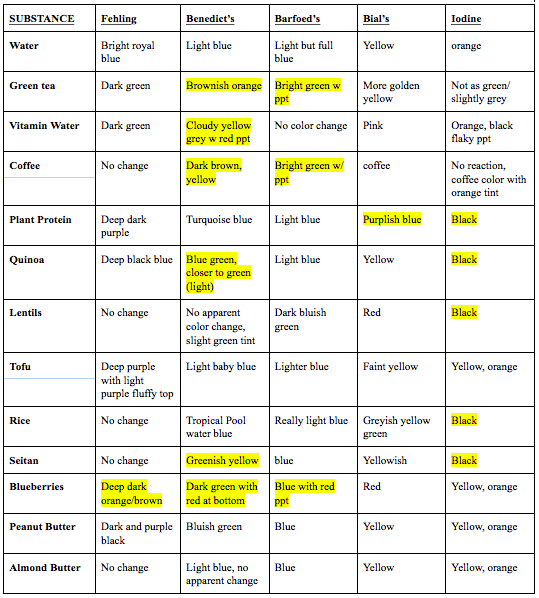 SUBSTANCE Fehling Benedict's Barfoed's Bial's Iodine
Water Bright royal Light blue Light but full Yellow orange
blue blue
Green tea Dark green Brownish orange Bright green w More golden Not as green/
ppt yellow slightly grey
Vitamin Water Dark green Cloudy yellow No color change Pink Orange, black
grey w red ppt flaky ppt
Coffee No change Dark brown, Bright green w/ coffee No reaction,
yellow ppt coffee color with
orange tint
Plant Protein Deep dark Turquoise blue Light blue Purplish blue Black
purple
Quinoa Deep black blue Blue green, Light blue Yellow Black
closer to green
(light)
Lentils No change No apparent Dark bluish Red Black
color change, green
slight green tint
Tofu Deep purple Light baby blue Lighter blue Faint yellow Yellow, orange
with light
purple fluffy top
Rice No change Tropical Pool Really light blue Greyish yellow Black
water blue green
Seitan No change Greenish yellow blue Yellowish Black
Blueberries Deep dark Dark green with Blue with red Red Yellow, orange
orange/brown red at bottom ppt
Peanut Butter Dark and purple Bluish green Blue Yellow Yellow, orange
black
Almond Butter No change Light blue, no Blue Yellow Yellow, orange
apparent change